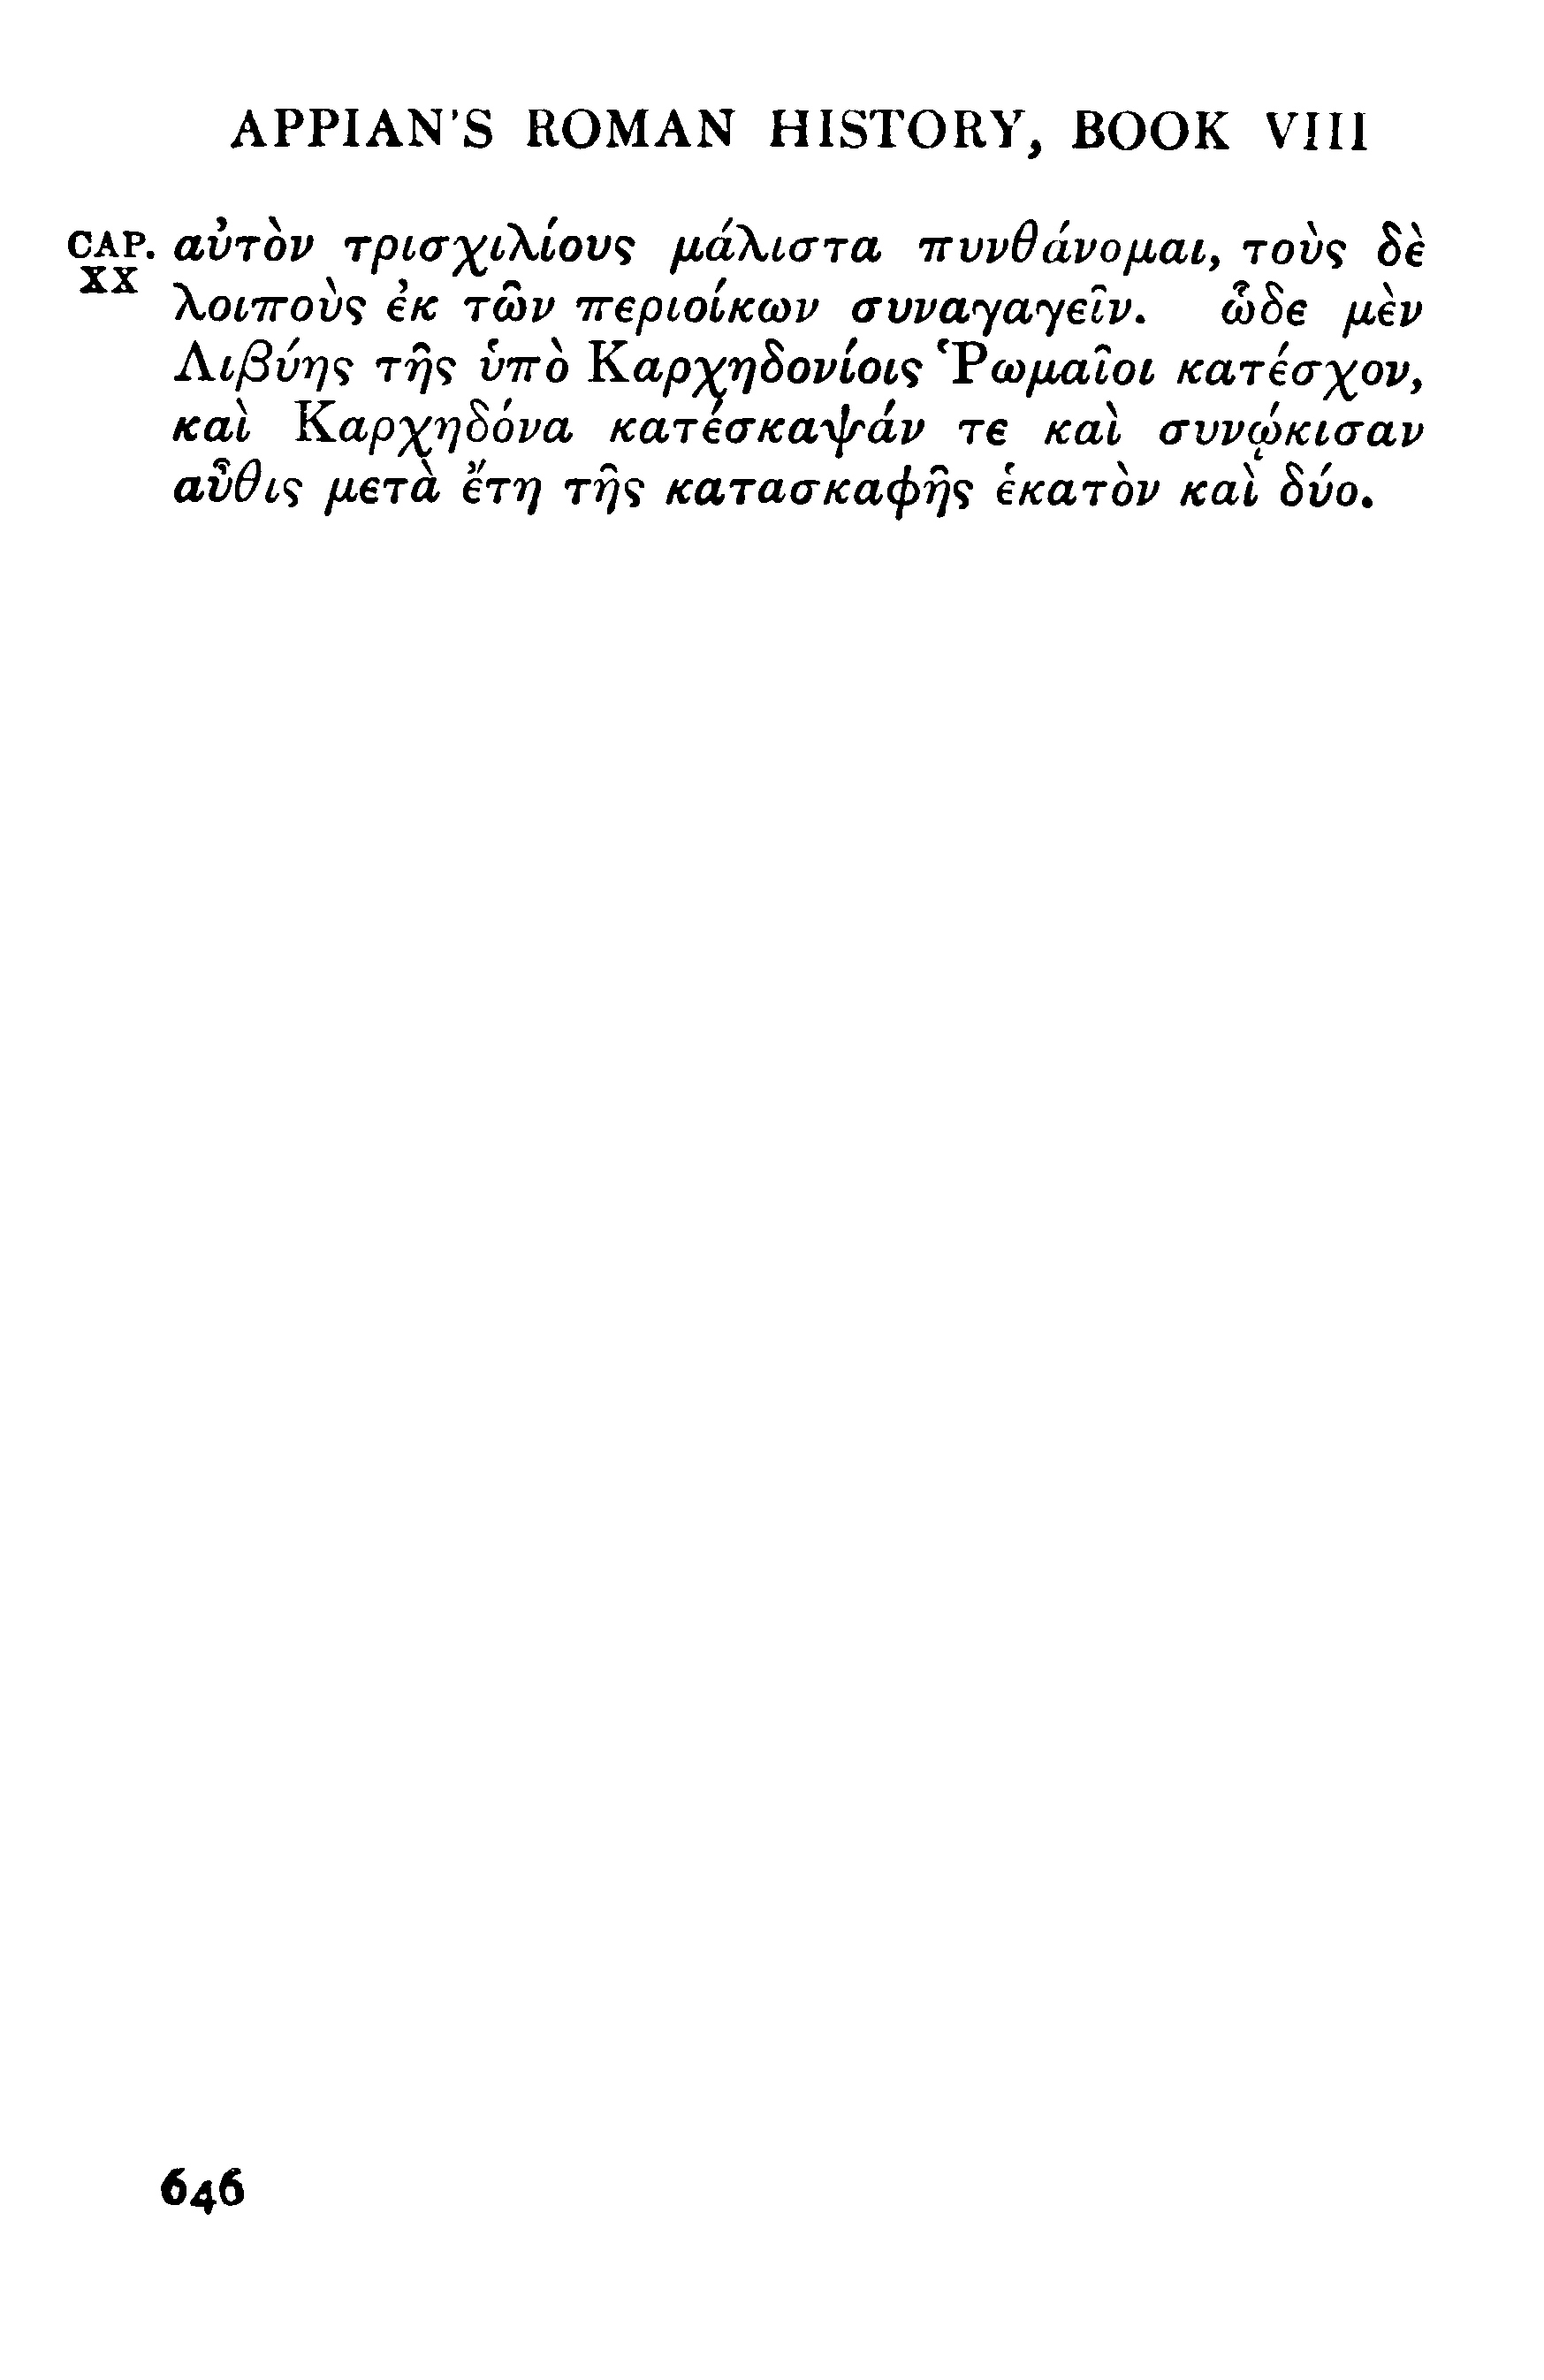 APPIAN'S ROMAN HISTORY, BOOK VIII
CAP. XX
αὐτὸν τρισχιλίους μάλιστα πυνθάνομαι, τοὺς δὲ
λοιποὺς ἐκ τῶν περιοίκων συναγαγεῖν. ὧδε μὲν
Λιβύης τῆς ὑπὸ Καρχηδονίοις Ῥωμαῖοι κατέσχον,
καὶ Καρχηδόνα κατέσκαψάν τε καὶ συνῴκισαν
αὖθις μετὰ ἔτη τῆς κατασκαφῆς ἑκατὸν καὶ δύο.
646